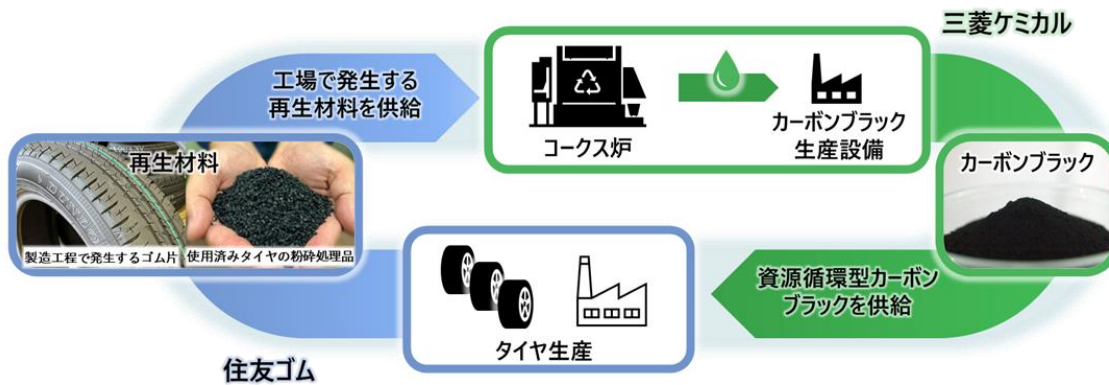 三菱ケミカル
工場で発生する
再生材料を供給
コークス炉
カーボンブラック
生産設備
再生材料
製造工程で発生するゴム片
使用済みタイヤの粉砕処理品
カーボンブラック
資源循環型カーボン
ブラックを供給
タイヤ生産
住友ゴム